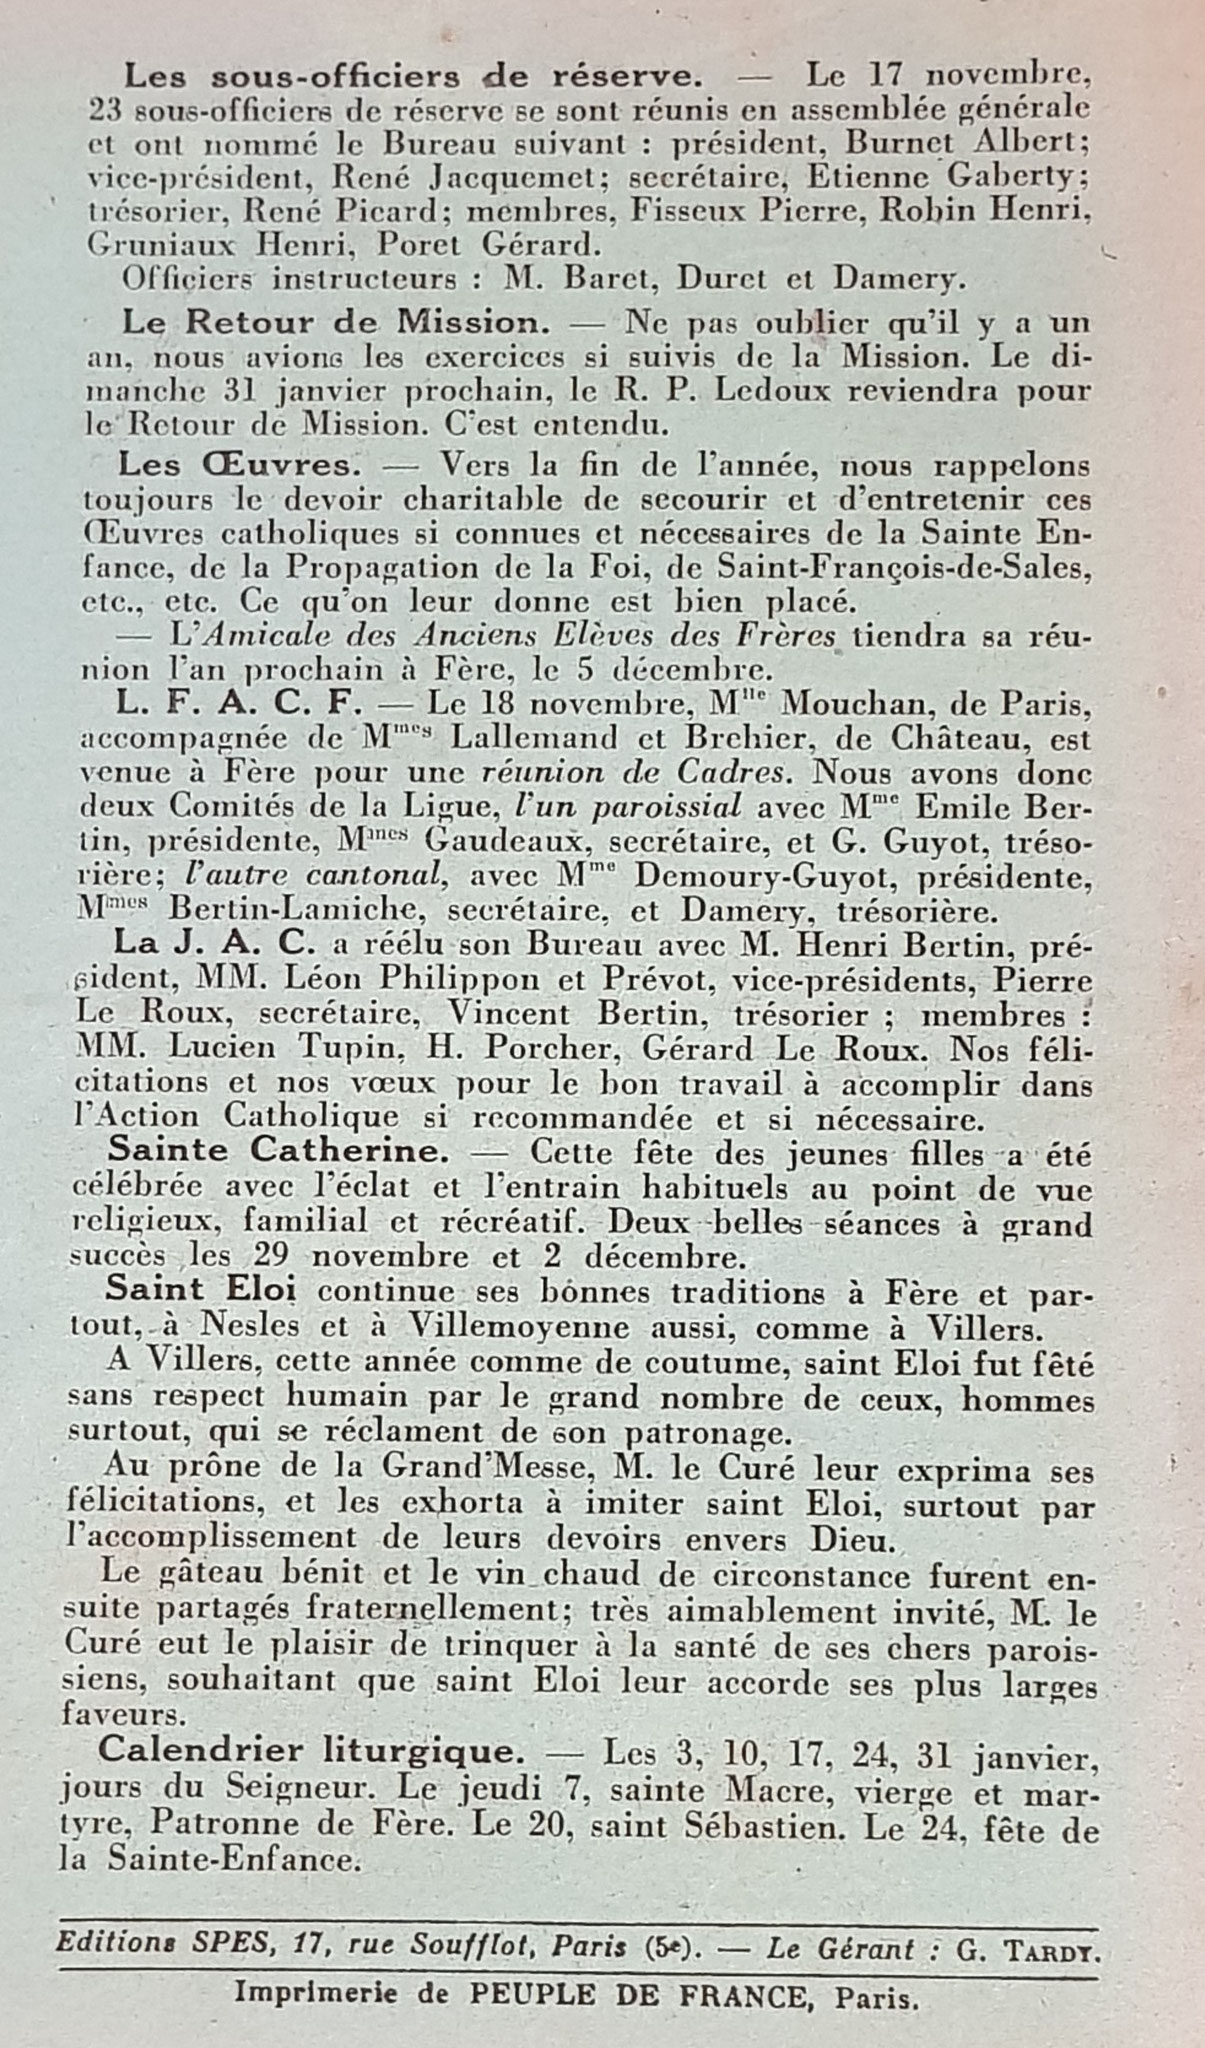 Les sous-officiers de réserve. — Le 17 novembre,
23 sous-officiers de réserve se sont réunis en assemblée générale
et ont nommé le Bureau suivant : président, Burnet Albert;
vice-président, René Jacquemet; secrétaire, Etienne Gaberty;
trésorier, René Picard; membres, Fisseux Pierre, Robin Henri,
Gruniaux Henri, Poret Gérard.
Officiers instructeurs : M. Baret, Duret et Damery.
Le Retour de Mission. — Ne pas oublier qu'il y a un
an, nous avions les exercices si suivis de la Mission. Le di-
manche 31 janvier prochain, le R. P. Ledoux reviendra pour
le Retour de Mission. C'est entendu.
Les Œuvres. — Vers la fin de l'année, nous rappelons
toujours le devoir charitable de secourir et d'entretenir ces
Œuvres catholiques si connues et nécessaires de la Sainte En-
fance, de la Propagation de la Foi, de Saint-François-de-Sales,
etc., etc. Ce qu'on leur donne est bien placé.
— L'Amicale des Anciens Elèves des Frères tiendra sa réu-
nion l'an prochain à Fère, le 5 décembre.
L. F. A. C. F. — Le 18 novembre, Mlle Mouchan, de Paris,
accompagnée de Mmes Lallemand et Brehier, de Château, est
venue à Fère pour une réunion de Cadres. Nous avons donc
deux Comités de la Ligue, l'un paroissial avec Mme Emile Ber-
tin, présidente, Mmes Gaudeaux, secrétaire, et G. Guyot, tréso-
rière; l'autre cantonal, avec Mme Demoury-Guyot, présidente,
Mmes Bertin-Lamiche, secrétaire, et Damery, trésorière.
La J. A. C. a réélu son Bureau avec M. Henri Bertin, pré-
sident, MM. Léon Philippon et Prévot, vice-présidents, Pierre
Le Roux, secrétaire, Vincent Bertin, trésorier ; membres :
MM. Lucien Tupin, H. Porcher, Gérard Le Roux. Nos féli-
citations et nos vœux pour le bon travail à accomplir dans
l'Action Catholique si recommandée et si nécessaire.
Sainte Catherine. — Cette fête des jeunes filles a été
célébrée avec l'éclat et l'entrain habituels au point de vue
religieux, familial et récréatif. Deux belles séances à grand
succès les 29 novembre et 2 décembre.
Saint Eloi continue ses bonnes traditions à Fère et par-
tout, à Nesles et à Villemoyenne aussi, comme à Villers.
A Villers, cette année comme de coutume, saint Eloi fut fêté
sans respect humain par le grand nombre de ceux, hommes
surtout, qui se réclament de son patronage.
Au prône de la Grand'Messe, M. le Curé leur exprima ses
félicitations, et les exhorta à imiter saint Eloi, surtout par
l'accomplissement de leurs devoirs envers Dieu.
Le gâteau bénit et le vin chaud de circonstance furent en-
suite partagés fraternellement; très aimablement invité, M. le
Curé eut le plaisir de trinquer à la santé de ses chers parois-
siens, souhaitant que saint Eloi leur accorde ses plus larges
faveurs.
Calendrier liturgique. — Les 3, 10, 17, 24, 31 janvier,
jours du Seigneur. Le jeudi 7, sainte Macre, vierge et mar-
tyre, Patronne de Fère. Le 20, saint Sébastien. Le 24, fête de
la Sainte-Enfance.
Editions SPES, 17, rue Soufflot, Paris (5e). — Le Gérant : G. TARDY.
Imprimerie de PEUPLE DE FRANCE, Paris.